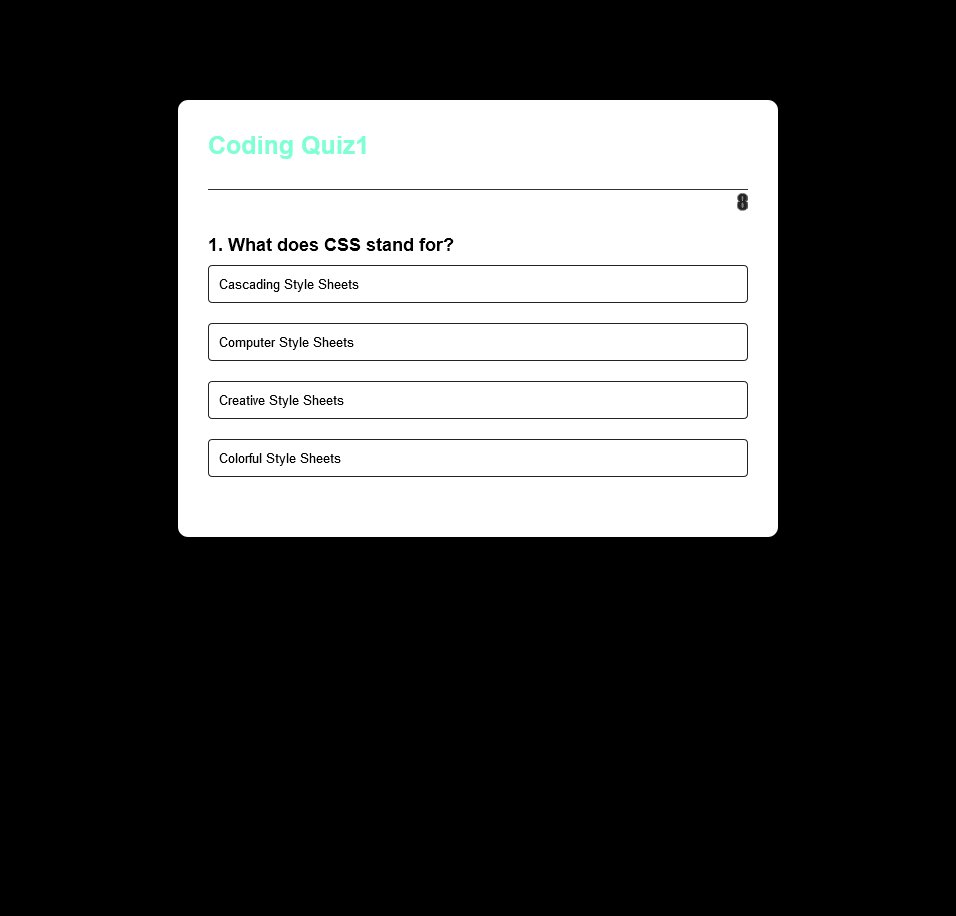 Coding Quiz1
8
1. What does CSS stand for?
Cascading Style Sheets
Computer Style Sheets
Creative Style Sheets
Colorful Style Sheets